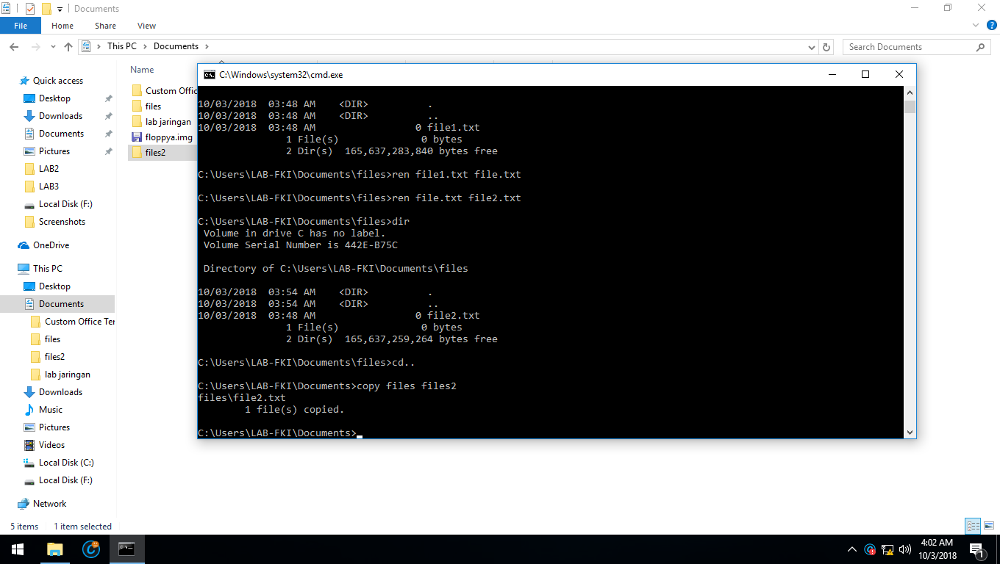 Documents
File Home Share View
This PC Documents
Search Documents
Name
Custom Offic
files
lab jaringan
floppya.img
files2
Quick access
Desktop
Downloads
Documents
Pictures
LAB2
LAB3
Local Disk (F:)
Screenshots
OneDrive
This PC
Desktop
Documents
Custom Office Ter
files
files2
lab jaringan
Downloads
Music
Pictures
Videos
Local Disk (C:)
Local Disk (F:)
Network
C:\Windows\system32\cmd.exe
10/03/2018  03:48 AM    <DIR>          .
10/03/2018  03:48 AM    <DIR>          ..
10/03/2018  03:48 AM                 0 file1.txt
1 File(s)              0 bytes
2 Dir(s)  165,637,283,840 bytes free
C:\Users\LAB-FKI\Documents\files>ren file1.txt file.txt
C:\Users\LAB-FKI\Documents\files>ren file.txt file2.txt
C:\Users\LAB-FKI\Documents\files>dir
Volume in drive C has no label.
Volume Serial Number is 442E-B75C
Directory of C:\Users\LAB-FKI\Documents\files
10/03/2018  03:54 AM    <DIR>          .
10/03/2018  03:54 AM    <DIR>          ..
10/03/2018  03:48 AM                 0 file2.txt
1 File(s)              0 bytes
2 Dir(s)  165,637,259,264 bytes free
C:\Users\LAB-FKI\Documents\files>cd..
C:\Users\LAB-FKI\Documents>copy files files2
files\file2.txt
1 file(s) copied.
C:\Users\LAB-FKI\Documents>
5 items 1 item selected
4:02 AM
10/3/2018
1